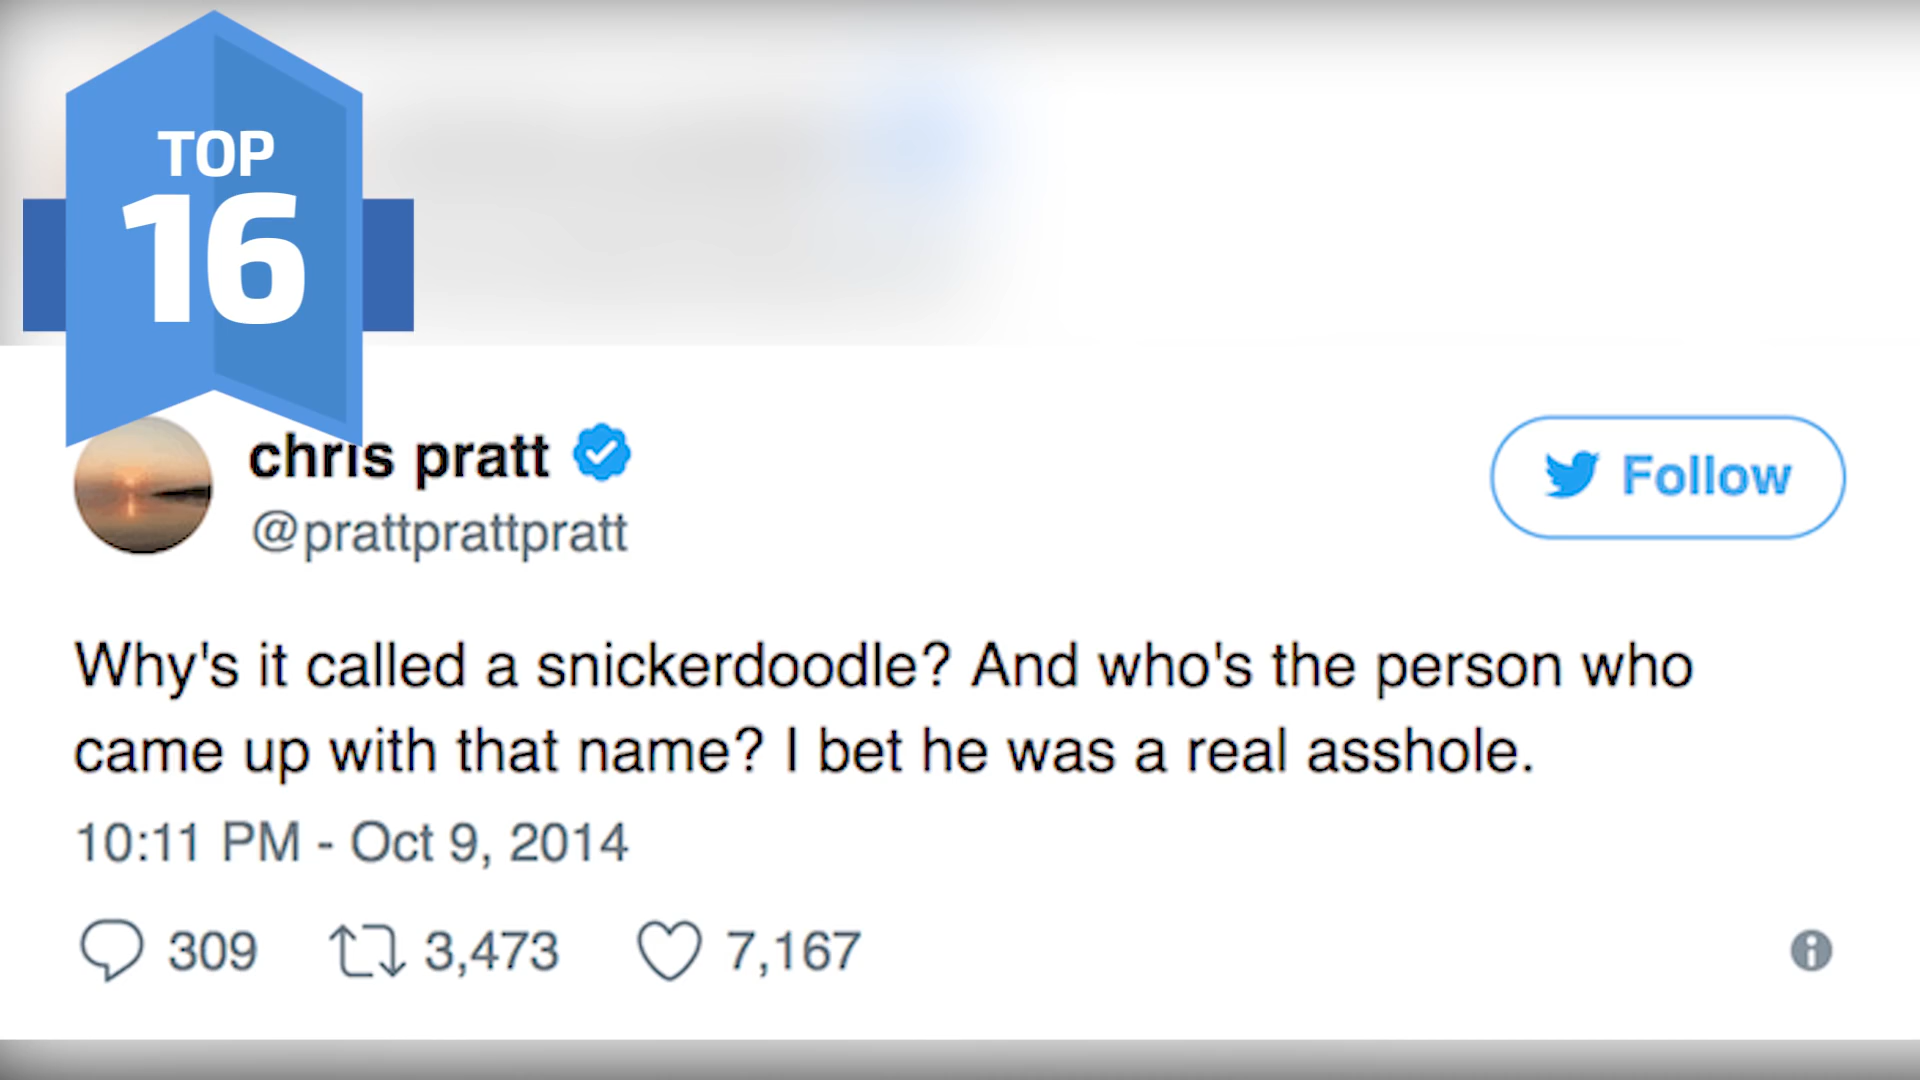 TOP
16
chris pratt
@prattprattpratt
Follow
Why's it called a snickerdoodle? And who's the person who
came up with that name? I bet he was a real asshole.
10:11 PM - Oct 9, 2014
309 3,473 7,167